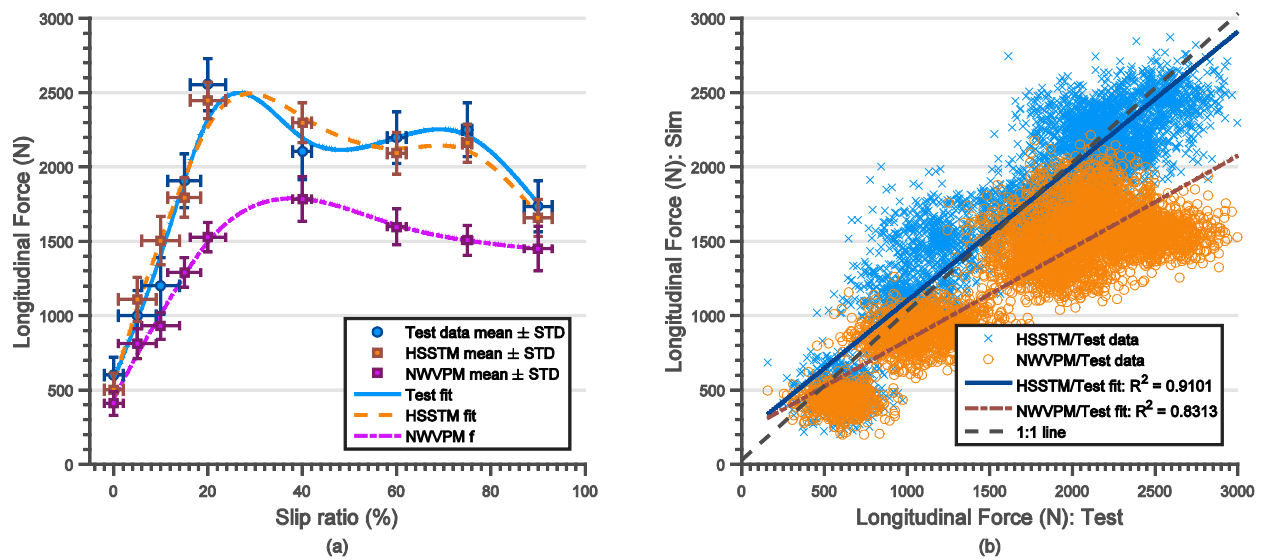 Longitudinal Force (N)
3000
2500
2000
1500
1000
500
0
0
20
40
60
80
100
Slip ratio (%)
(a)
Test data mean ± STD
HSSTM mean ± STD
NWVPM mean ± STD
Test fit
HSSTM fit
NWVPM f
Longitudinal Force (N): Sim
3000
2500
2000
1500
1000
500
0
0
500
1000
1500
2000
2500
3000
Longitudinal Force (N): Test
(b)
HSSTM/Test data
NWVPM/Test data
HSSTM/Test fit: R² = 0.9101
NWVPM/Test fit: R² = 0.8313
1:1 line